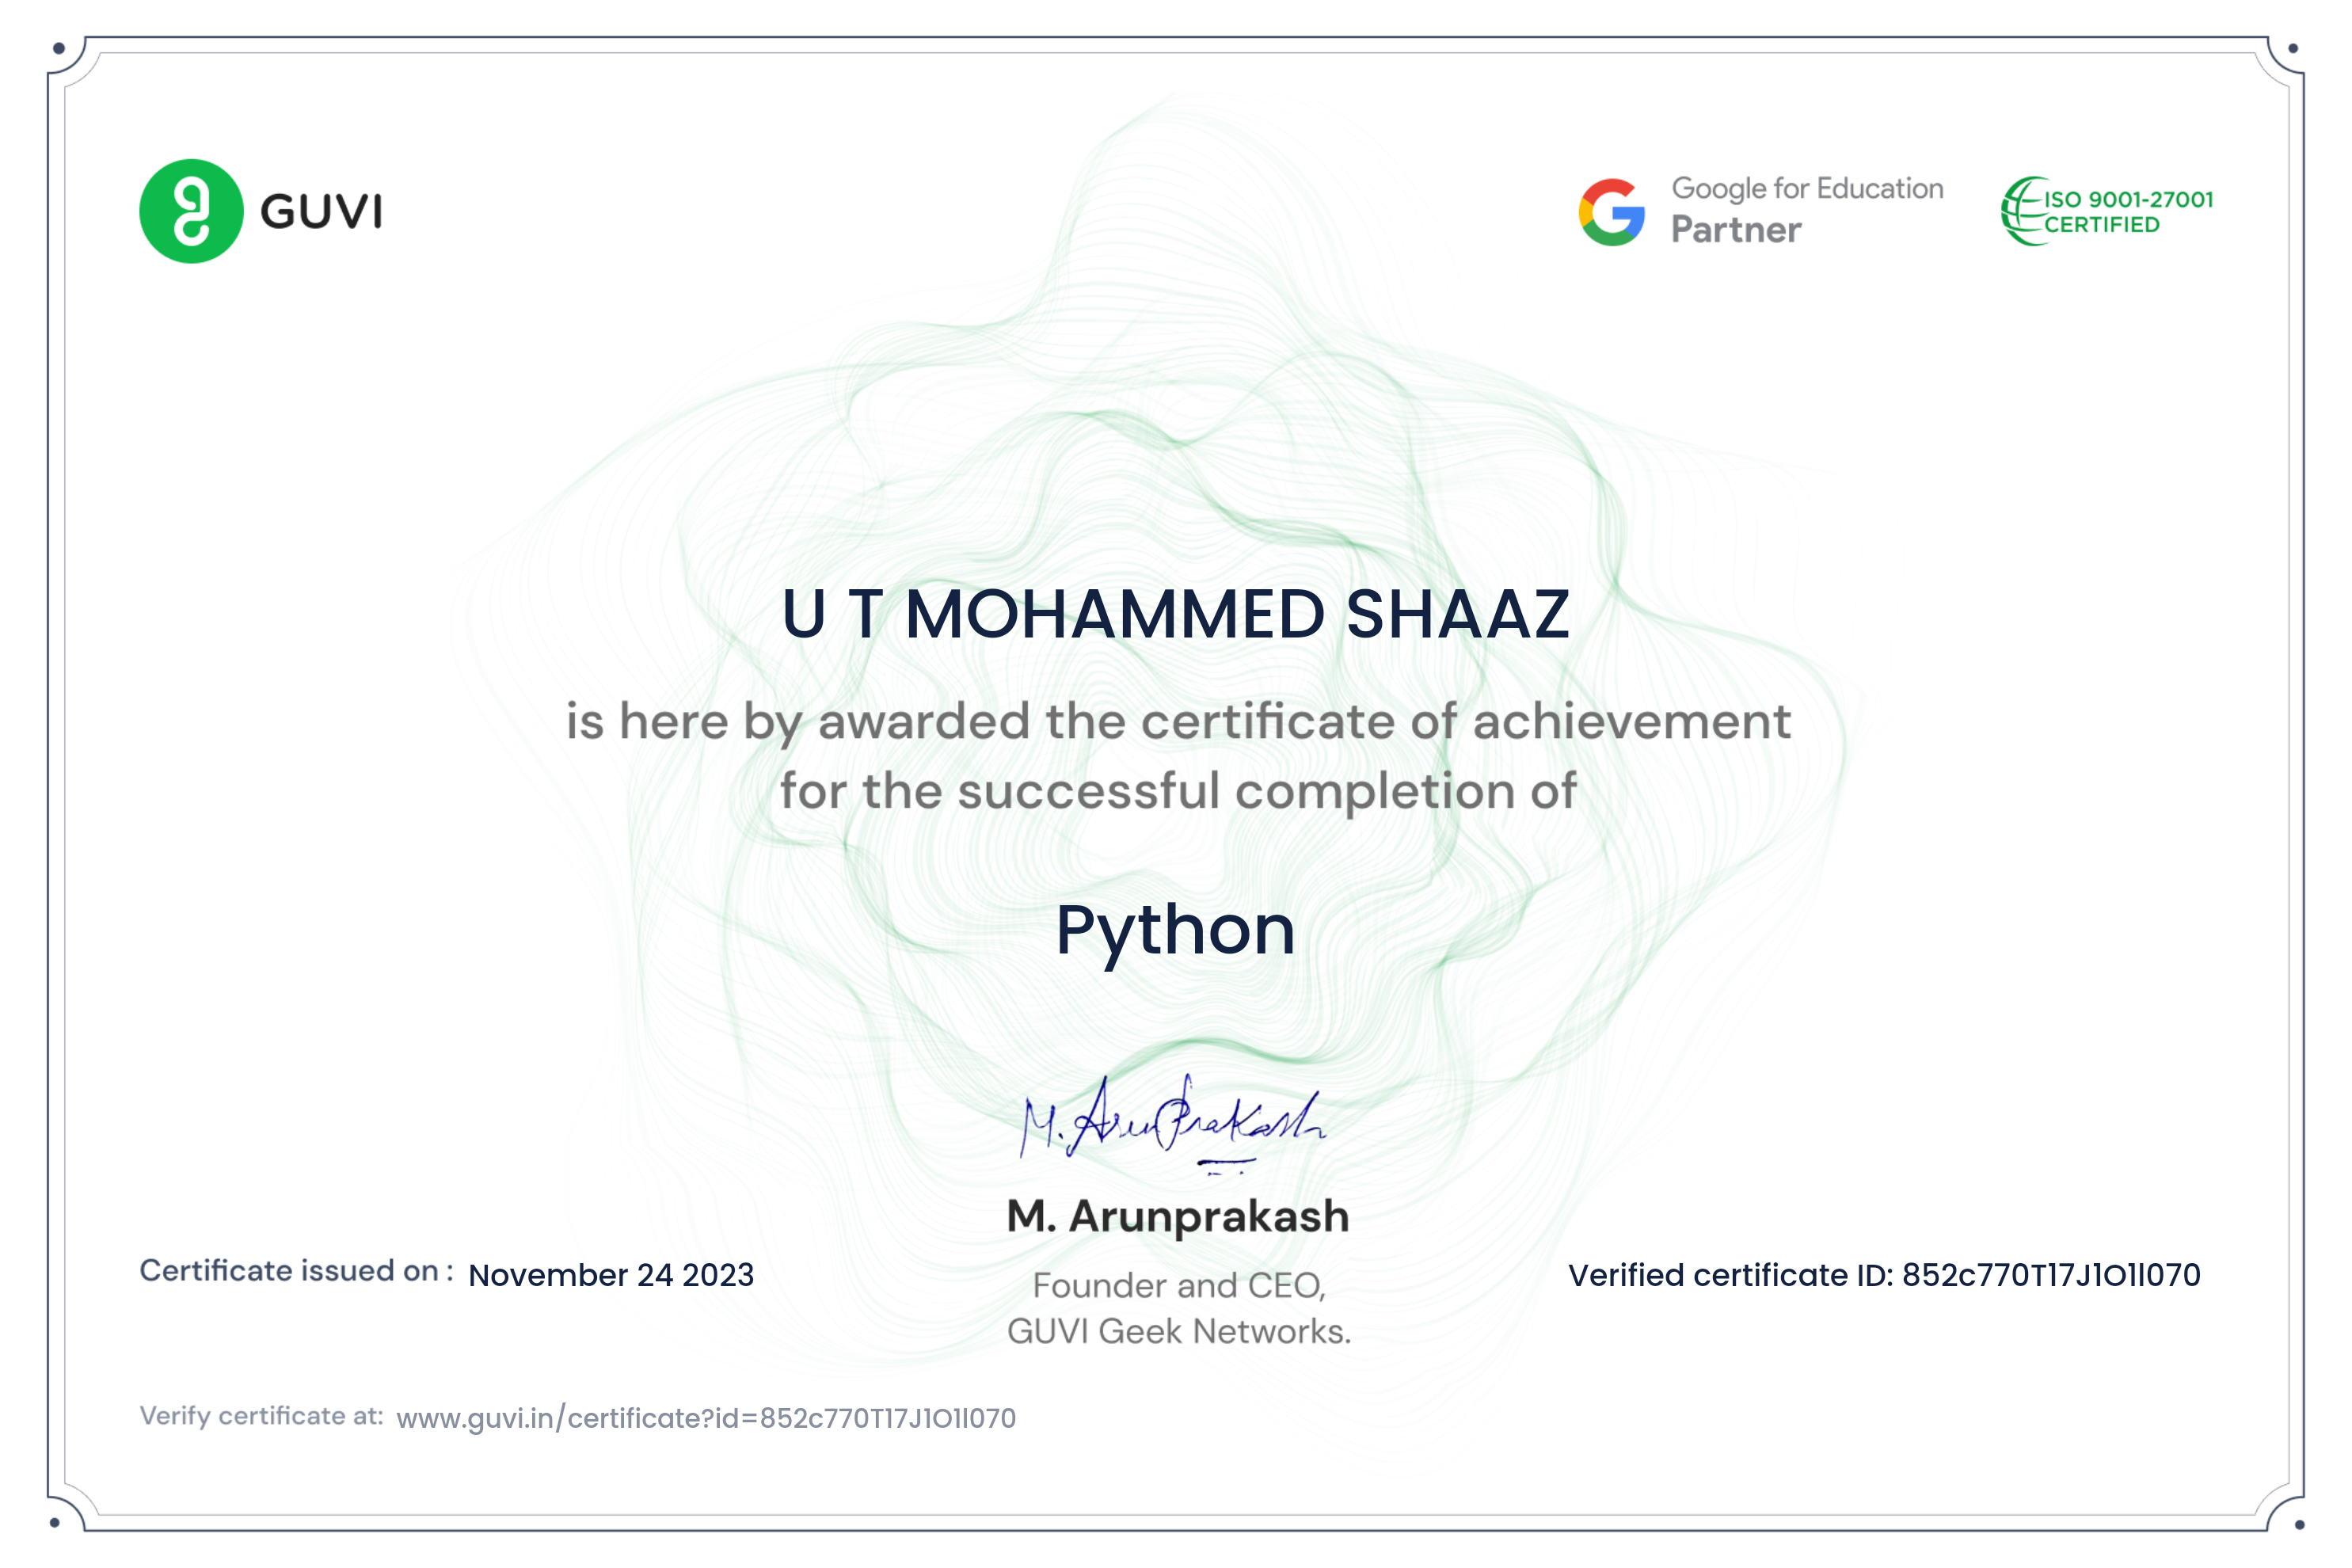 GUVI
Google for Education
Partner
ISO 9001-27001
CERTIFIED
U T MOHAMMED SHAAZ
is here by awarded the certificate of achievement
for the successful completion of
Python
M. Arunprakash
M. Arunprakash
Founder and CEO,
GUVI Geek Networks.
Certificate issued on : November 24 2023
Verified certificate ID: 852c770T17J1O1I070
Verify certificate at: www.guvi.in/certificate?id=852c770T17J1O1I070